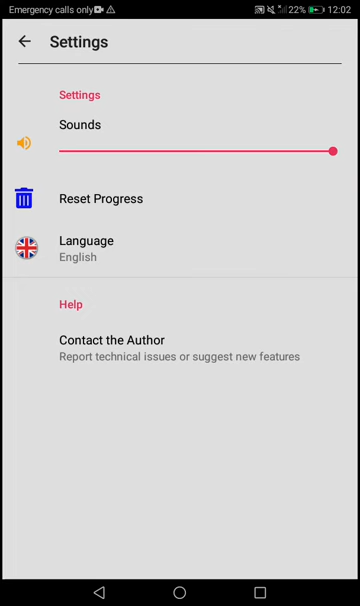 Emergency calls only
22% 12:02
Settings
Settings
Sounds
Reset Progress
Language
English
Help
Contact the Author
Report technical issues or suggest new features